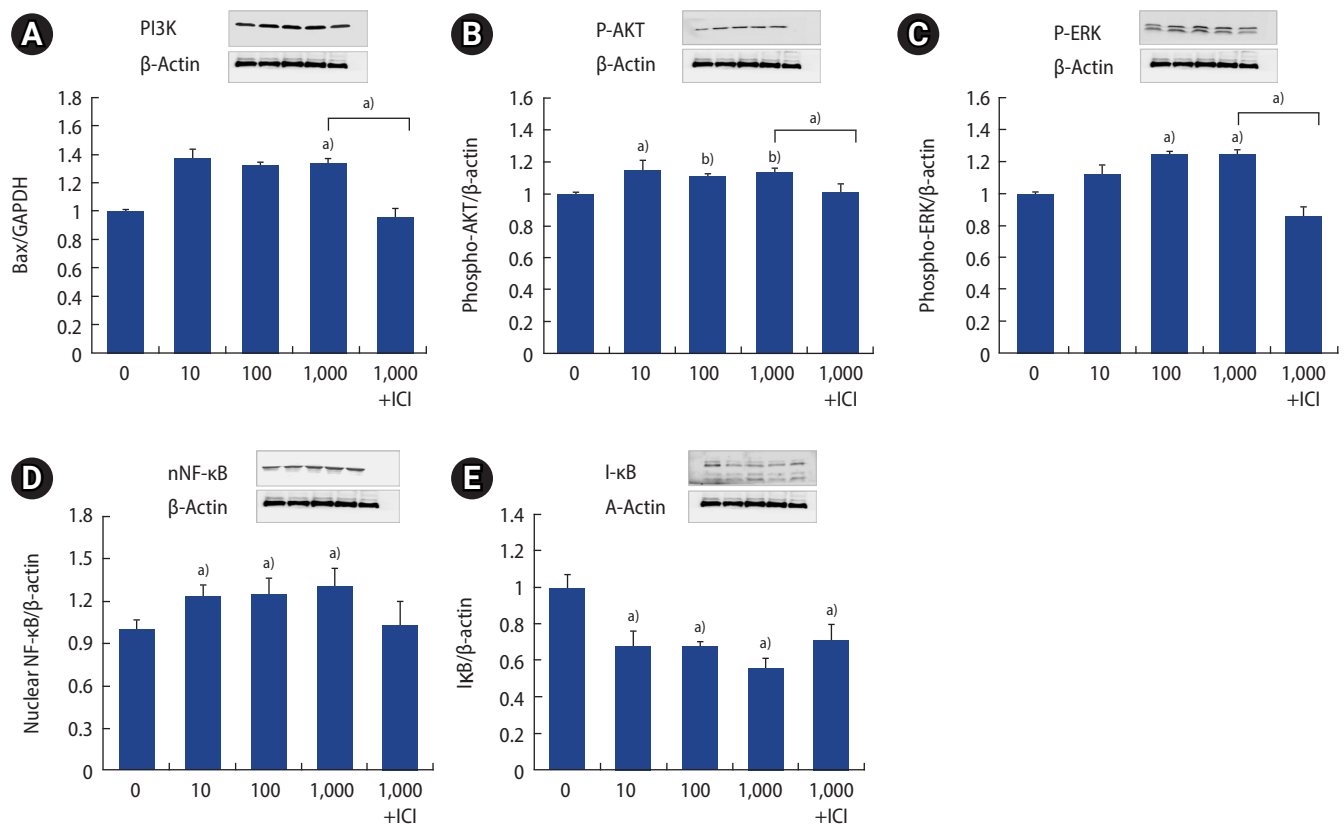 A
PI3K
β-Actin
Bax/GAPDH
1.8
1.6
1.4
1.2
1
0.8
0.6
0.4
0.2
0
a)
a)
0
10
100
1,000
1,000
+ICI
B
P-AKT
β-Actin
Phospho-AKT/β-actin
1.6
1.4
1.2
1
0.8
0.6
0.4
0.2
0
a)
b)
b)
a)
0
10
100
1,000
1,000
+ICI
C
P-ERK
β-Actin
Phospho-ERK/β-actin
1.6
1.4
1.2
1
0.8
0.6
0.4
0.2
0
a)
a)
a)
0
10
100
1,000
1,000
+ICI
D
nNF-κB
β-Actin
Nuclear NF-κB/β-actin
1.8
1.5
1.2
0.9
0.6
0.3
0
a)
a)
a)
0
10
100
1,000
1,000
+ICI
E
I-κB
A-Actin
IκB/β-actin
1.4
1.2
1
0.8
0.6
0.4
0.2
0
a)
a)
a)
a)
0
10
100
1,000
1,000
+ICI